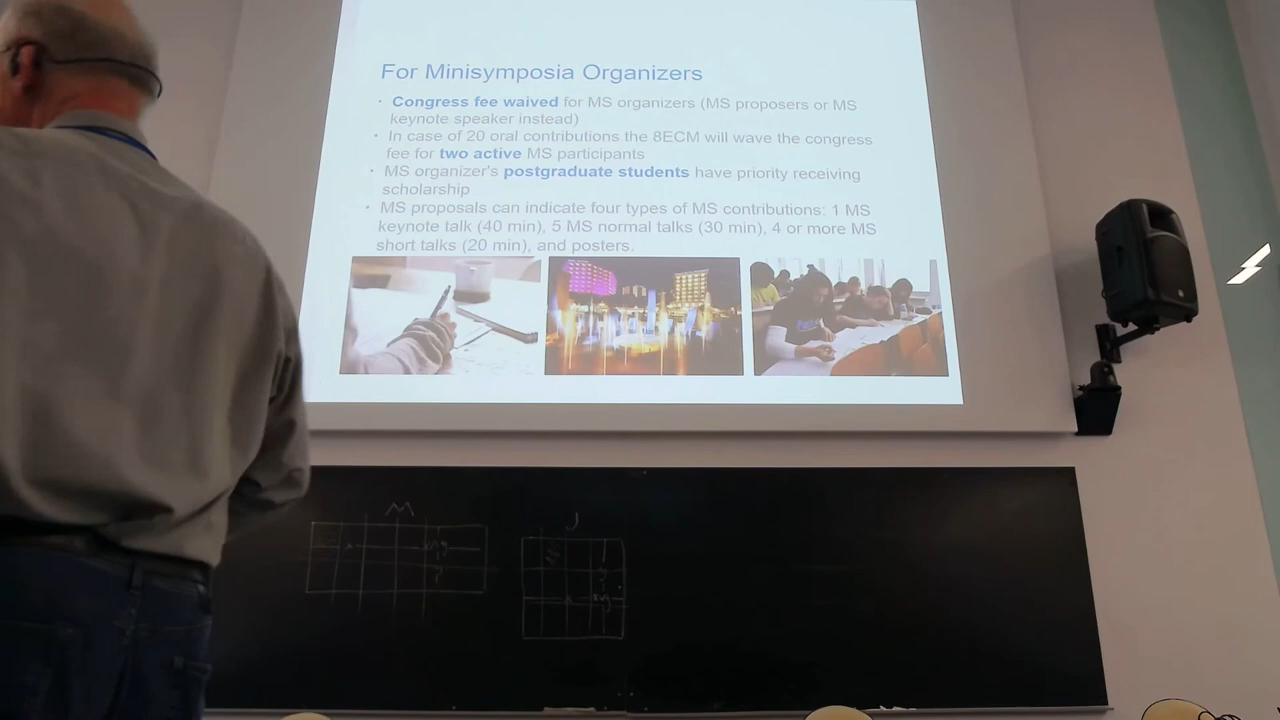 For Minisymposia Organizers
• Congress fee waived for MS organizers (MS proposers or MS
keynote speaker instead)
• In case of 20 oral contributions the 8ECM will wave the congress
fee for two active MS participants
• MS organizer's postgraduate students have priority receiving
scholarship
• MS proposals can indicate four types of MS contributions: 1 MS
keynote talk (40 min), 5 MS normal talks (30 min), 4 or more MS
short talks (20 min), and posters.
M
J